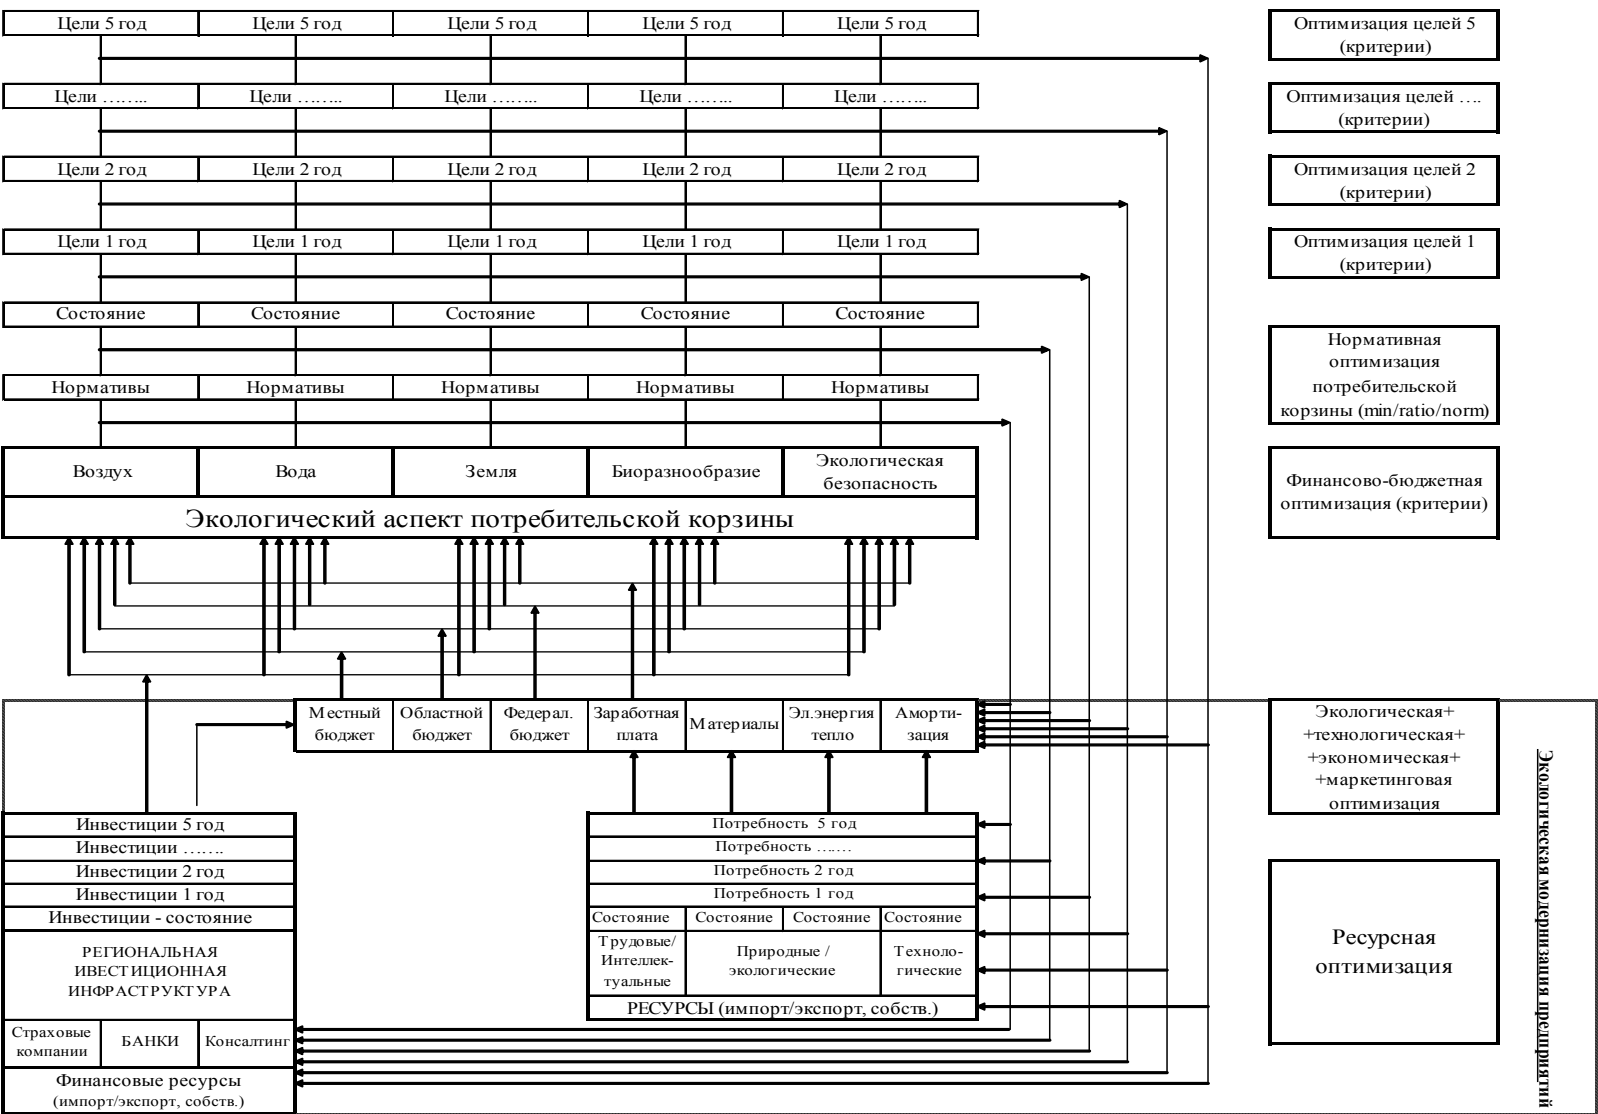 Цели 5 год Цели 5 год Цели 5 год Цели 5 год Цели 5 год
Оптимизация целей 5
(критерии)
Цели ……... Цели ……... Цели ……... Цели ……... Цели ……...
Оптимизация целей ….
(критерии)
Цели 2 год Цели 2 год Цели 2 год Цели 2 год Цели 2 год
Оптимизация целей 2
(критерии)
Цели 1 год Цели 1 год Цели 1 год Цели 1 год Цели 1 год
Оптимизация целей 1
(критерии)
Состояние Состояние Состояние Состояние Состояние
Нормативная
оптимизация
потребительской
корзины (min/ratio/norm)
Нормативы Нормативы Нормативы Нормативы Нормативы
Воздух Вода Земля Биоразнообразие
Экологическая
безопасность
Финансово-бюджетная
оптимизация (критерии)
Экологический аспект потребительской корзины
Местный
бюджет
Областной
бюджет
Федерал.
бюджет
Заработная
плата
Материалы
Эл.энергия
тепло
Аморти-
зация
Экологическая+
+технологическая+
+экономическая+
+маркетинговая
оптимизация
Экологическая модернизация предприятий
Инвестиции 5 год
Инвестиции …….
Инвестиции 2 год
Инвестиции 1 год
Инвестиции - состояние
РЕГИОНАЛЬНАЯ
ИВЕСТИЦИОННАЯ
ИНФРАСТРУКТУРА
Страховые
компании
БАНКИ
Консалтинг
Финансовые ресурсы
(импорт/экспорт, собств.)
Потребность 5 год
Потребность …….
Потребность 2 год
Потребность 1 год
Состояние Состояние Состояние Состояние
Трудовые/
Интеллек-
туальные
Природные /
экологические
Техноло-
гические
РЕСУРСЫ (импорт/экспорт, собств.)
Ресурсная
оптимизация